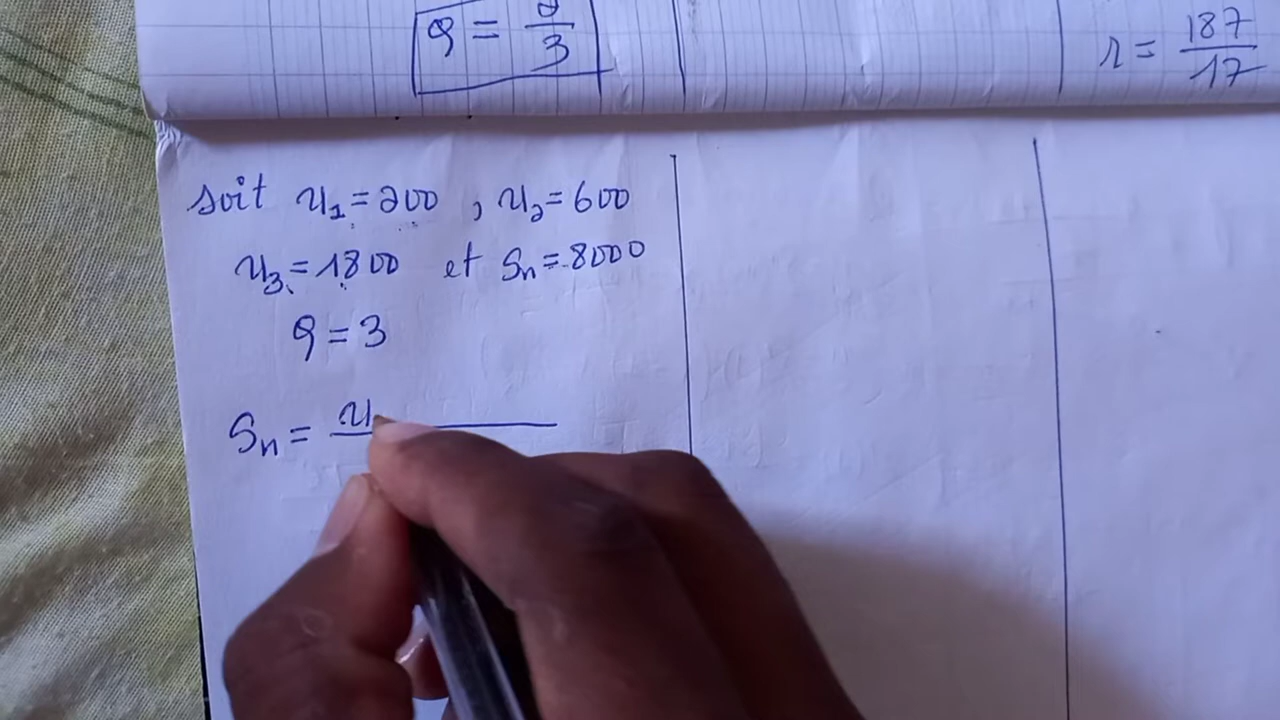 q = 2/3
r = 187/17
soit u₁ = 200 , u₂ = 600
u₃ = 1800 et Sₙ = 8000
q = 3
Sₙ = u